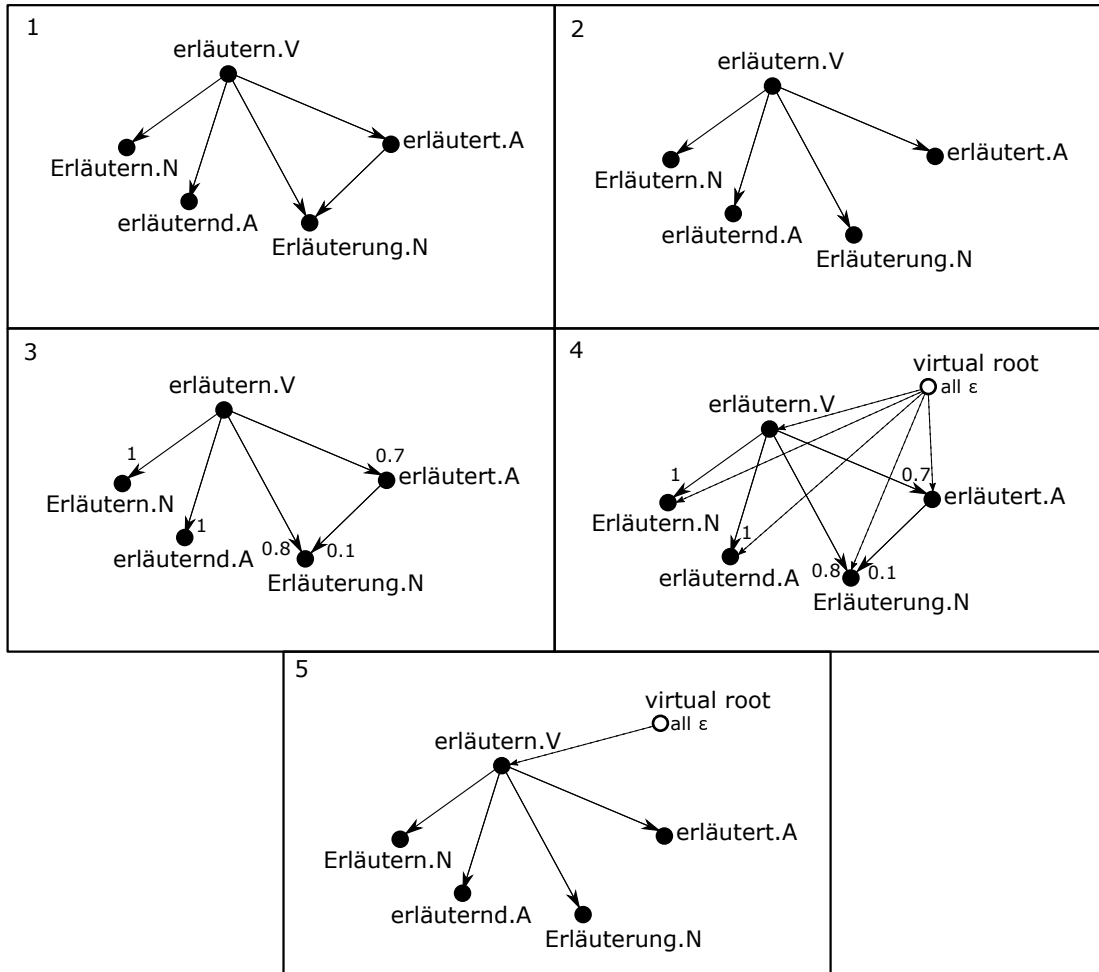 1
erläutern.V
Erläutern.N
erläuternd.A
Erläuterung.N
erläutert.A
2
erläutern.V
Erläutern.N
erläuternd.A
Erläuterung.N
erläutert.A
3
erläutern.V
1
0.7
Erläutern.N
erläutert.A
1
erläuternd.A
0.8 0.1
Erläuterung.N
4
virtual root
all ε
erläutern.V
1
0.7
Erläutern.N
erläutert.A
1
erläuternd.A
0.8 0.1
Erläuterung.N
5
virtual root
all ε
erläutern.V
Erläutern.N
erläutert.A
erläuternd.A
Erläuterung.N